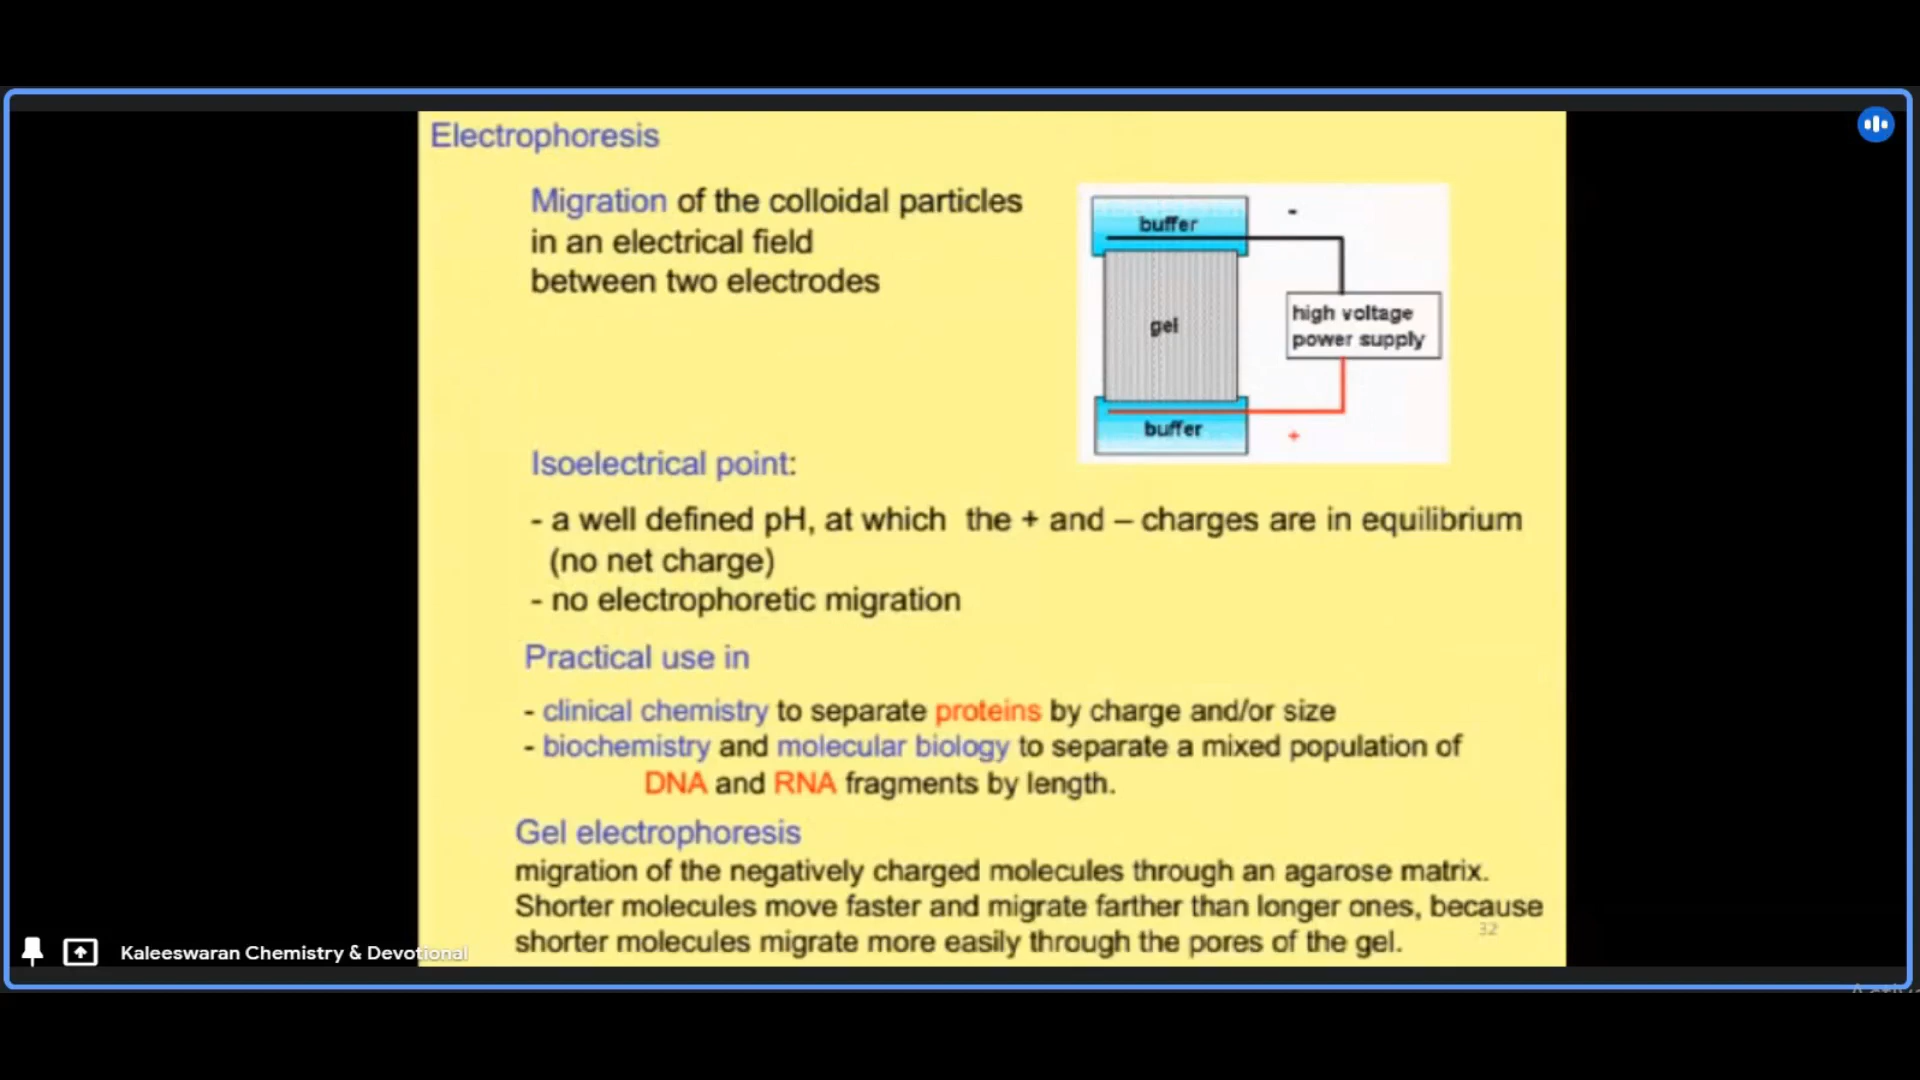 Electrophoresis
Migration of the colloidal particles
in an electrical field
between two electrodes
buffer
-
gel
high voltage
power supply
buffer
+
Isoelectrical point:
- a well defined pH, at which the + and – charges are in equilibrium
(no net charge)
- no electrophoretic migration
Practical use in
- clinical chemistry to separate proteins by charge and/or size
- biochemistry and molecular biology to separate a mixed population of
DNA and RNA fragments by length.
Gel electrophoresis
migration of the negatively charged molecules through an agarose matrix.
Shorter molecules move faster and migrate farther than longer ones, because
shorter molecules migrate more easily through the pores of the gel.
32
Kaleeswaran Chemistry & Devotional